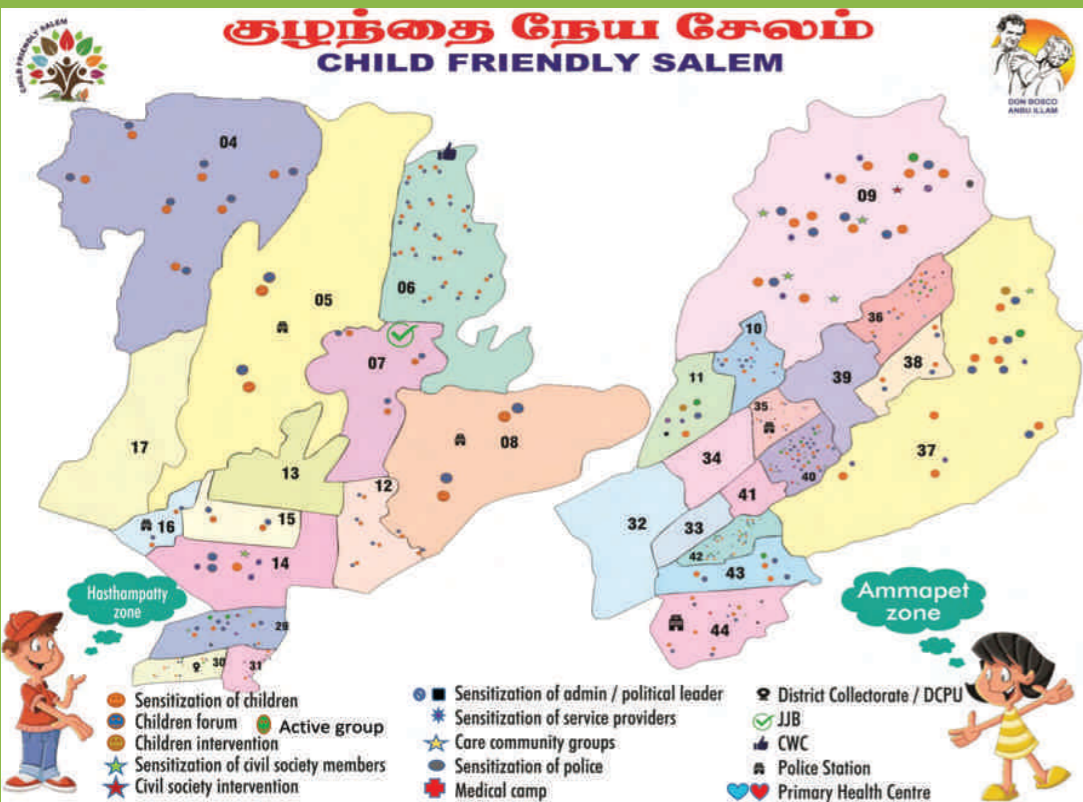 குழந்தை நேய சேலம்
CHILD FRIENDLY SALEM
CHILD FRIENDLY SALEM
DON BOSCO
ANBU ILLAM
04
05
06
07
08
17
13
12
16
15
14
29
30
31
09
10
36
38
39
11
35
37
34
40
41
32
33
42
43
44
Hasthampatty
zone
Ammapet
zone
Sensitization of children
Children forum
Active group
Children intervention
Sensitization of civil society members
Civil society intervention
Sensitization of admin / political leader
Sensitization of service providers
Care community groups
Sensitization of police
Medical camp
District Collectorate / DCPU
JJB
CWC
Police Station
Primary Health Centre